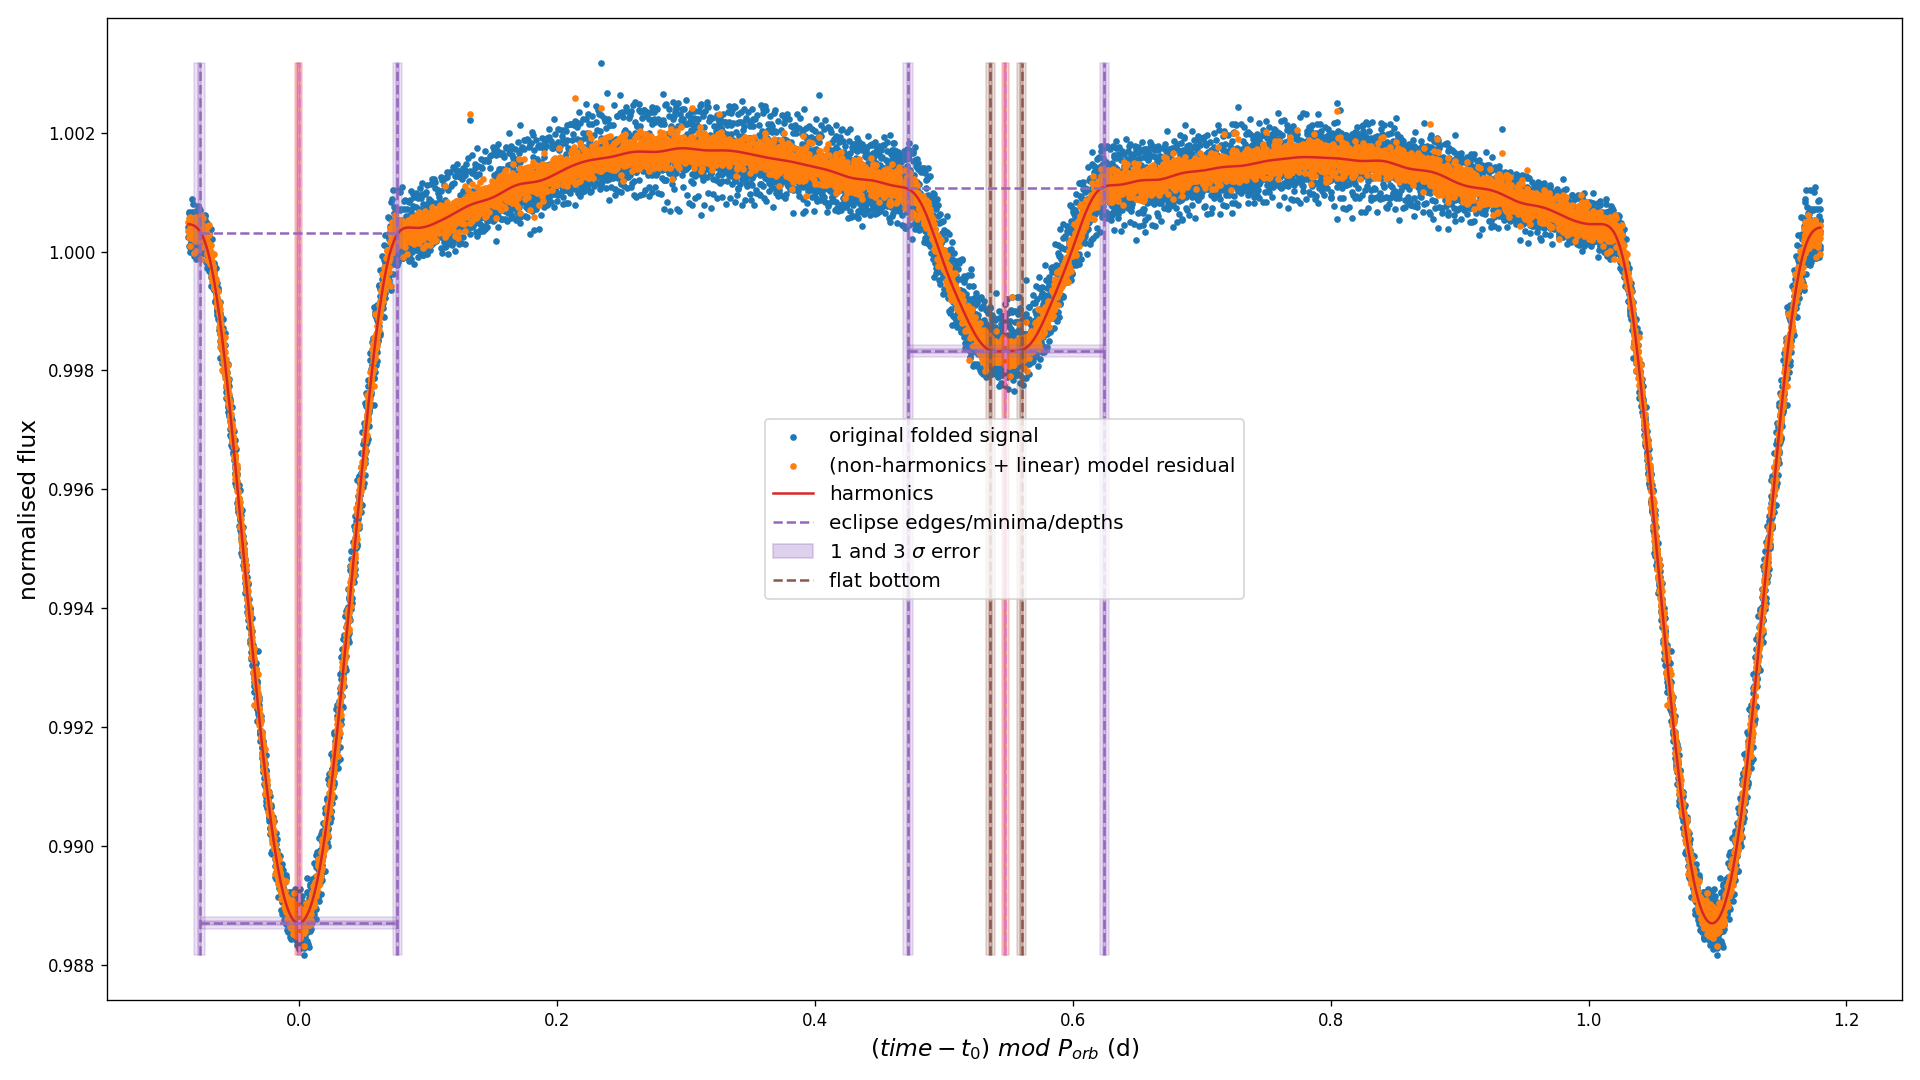 normalised flux
1.002
1.000
0.998
0.996
0.994
0.992
0.990
0.988
original folded signal
(non-harmonics + linear) model residual
harmonics
eclipse edges/minima/depths
1 and 3 σ error
flat bottom
0.0 0.2 0.4 0.6 0.8 1.0 1.2
(time − t₀) mod P_orb (d)